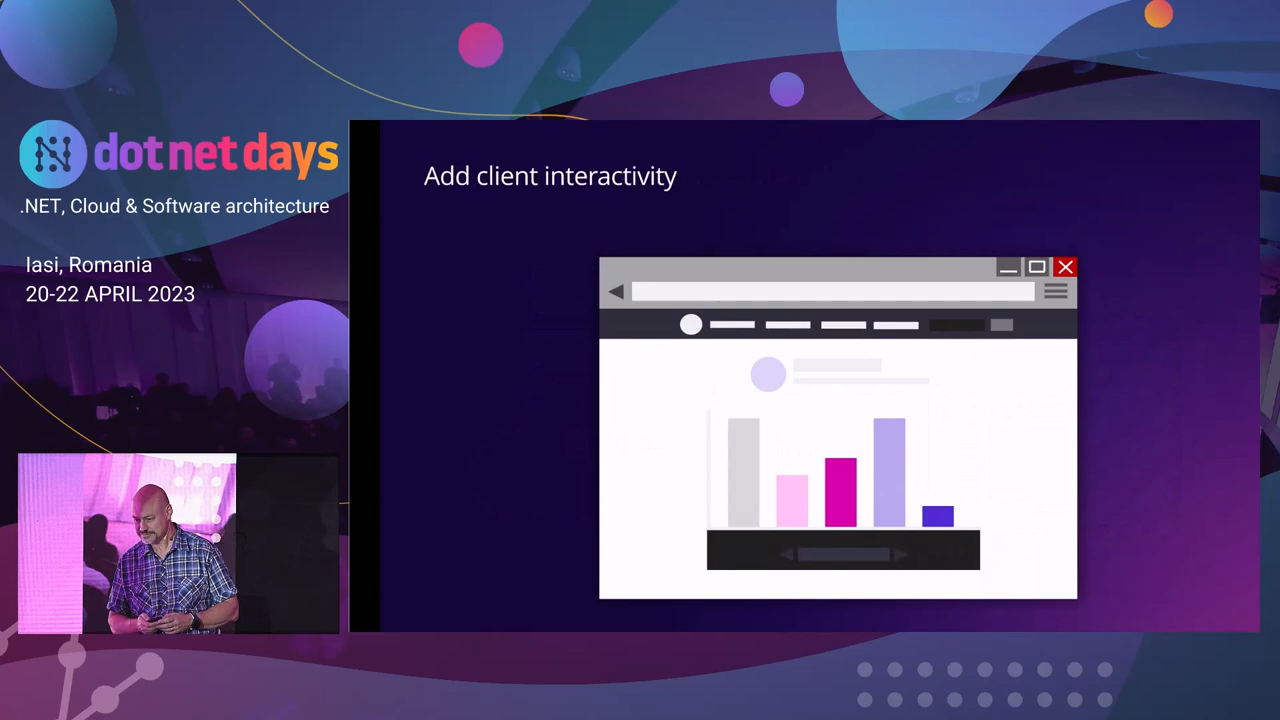 dotnetdays
.NET, Cloud & Software architecture
Iasi, Romania
20-22 APRIL 2023
Add client interactivity